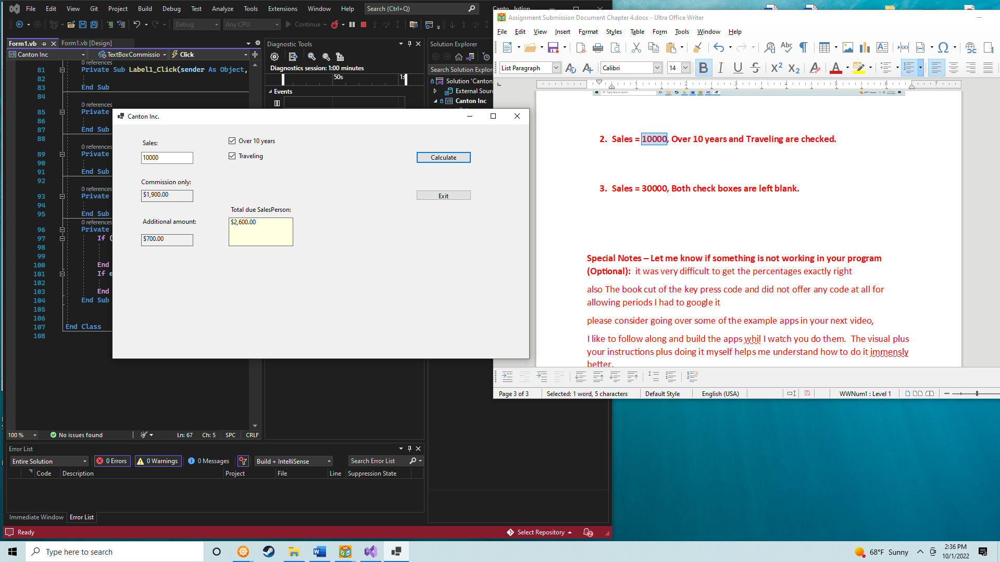 File Edit View Git Project Build Debug Test Analyze Tools Extensions Window Help Search (Ctrl+Q)
Debug Any CPU Continue
Form1.vb Form1.vb [Design]
Canton Inc TextBoxCommissio Click
0 references
81 Private Sub Label1_Click(sender As Object,
82
83 End Sub
84
0 references
85 Private
86
87 End Sub
88
0 references
89 Private
90
91 End Sub
92
0 references
93 Private
94
95 End Sub
0 references
96 Private
97 If (
98
99
100 End
101 If e
102
103 End
104 End Sub
105
106
107 End Class
108
100 % No issues found Ln: 67 Ch: 5 SPC CRLF
Diagnostic Tools
Diagnostics session: 1:00 minutes
50s
Events
Solution Explorer
Search Solution Explore
Solution 'Canton
External Sour
Canton Inc
Canton Inc.
Sales:
10000
Over 10 years
Traveling
Calculate
Commission only:
$1,900.00
Exit
Total due SalesPerson:
$2,600.00
Additional amount:
$700.00
Error List
Entire Solution 0 Errors 0 Warnings 0 Messages Build + IntelliSense Search Error List
Code Description Project File Line Suppression State
Immediate Window Error List
Ready Select Repository 2
Assignment Submission Document Chapter 4.docx - Ultra Office Writer
File Edit View Insert Format Styles Table Form Tools Window Help
List Paragraph Calibri 14
1 2 3 4 5 6 7
2. Sales = 10000, Over 10 years and Traveling are checked.
3. Sales = 30000, Both check boxes are left blank.
Special Notes – Let me know if something is not working in your program
(Optional): it was very difficult to get the percentages exactly right
also The book cut of the key press code and did not offer any code at all for
allowing periods I had to google it
please consider going over some of the example apps in your next video,
I like to follow along and build the apps whil I watch you do them. The visual plus
your instructions plus doing it myself helps me understand how to do it immensly
better.
Page 3 of 3 Selected: 1 word, 5 characters Default Style English (USA) WWNum1 : Level 1
Type here to search
68°F Sunny
2:36 PM
10/1/2022